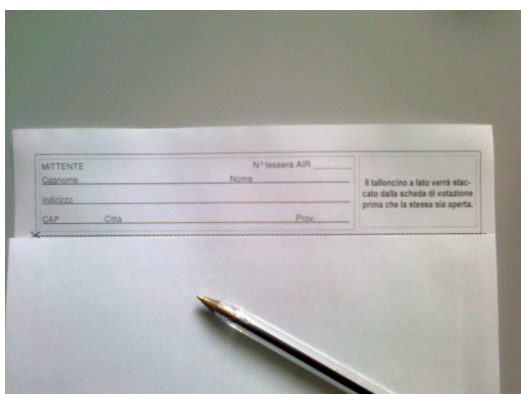 MITTENTE N° tessera AIR
Cognome Nome
Indirizzo
CAP Città Prov.
Il talloncino a lato verrà stac-
cato dalla scheda di votazione
prima che la stessa sia aperta.